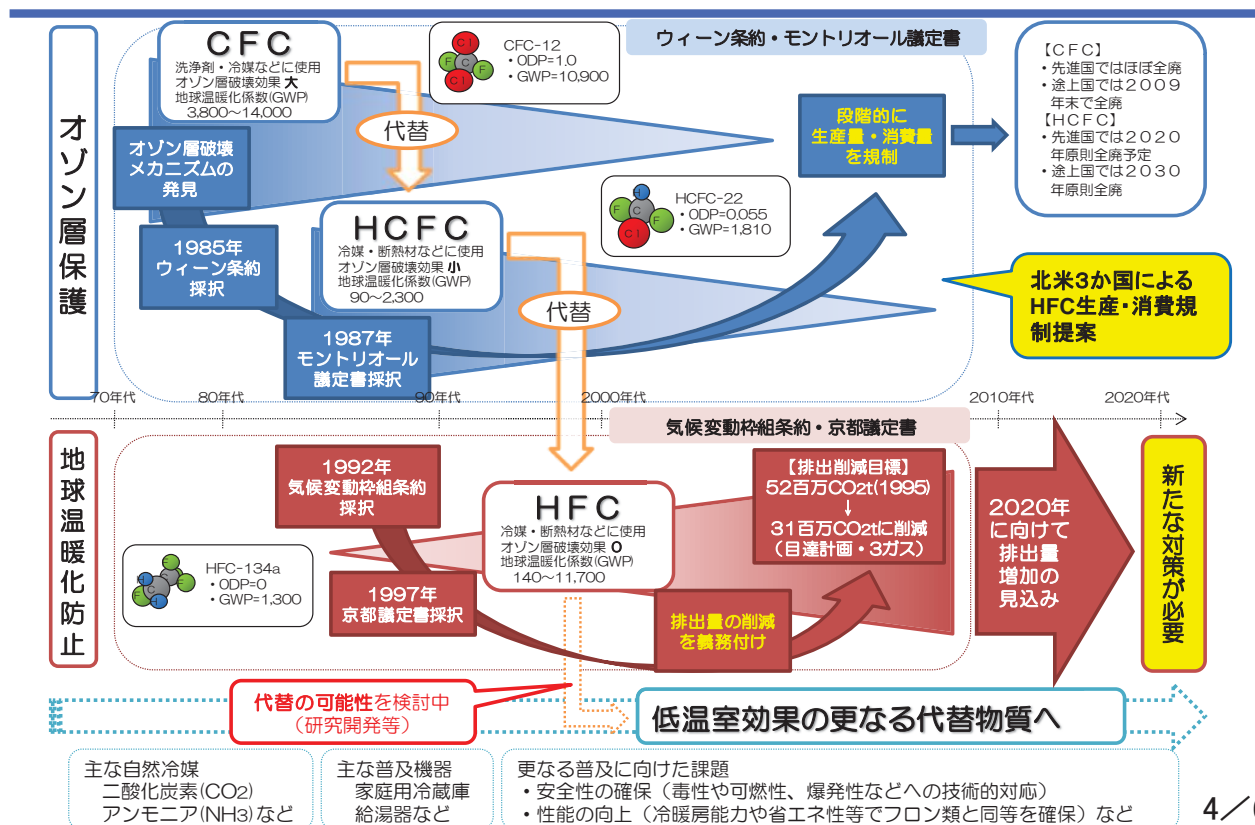 オゾン層保護
CFC
洗浄剤・冷媒などに使用
オゾン層破壊効果 大
地球温暖化係数(GWP)
3,800～14,000
代替
Cl
F
C
F
Cl
CFC-12
・ODP=1.0
・GWP=10,900
ウィーン条約・モントリオール議定書
段階的に
生産量・消費量
を規制
【CFC】
・先進国ではほぼ全廃
・途上国では2009
年末で全廃
【HCFC】
・先進国では2020
年原則全廃予定
・途上国では2030
年原則全廃
オゾン層破壊
メカニズムの
発見
1985年
ウィーン条約
採択
1987年
モントリオール
議定書採択
HCFC
冷媒・断熱材などに使用
オゾン層破壊効果 小
地球温暖化係数(GWP)
90～2,300
代替
H
F
C
F
Cl
HCFC-22
・ODP=0.055
・GWP=1,810
北米3か国による
HFC生産・消費規
制提案
70年代
80年代
90年代
2000年代
2010年代
2020年代
地球温暖化防止
気候変動枠組条約・京都議定書
1992年
気候変動枠組条約
採択
1997年
京都議定書採択
HFC-134a
・ODP=0
・GWP=1,300
HFC
冷媒・断熱材などに使用
オゾン層破壊効果 0
地球温暖化係数(GWP)
140～11,700
【排出削減目標】
52百万CO2t(1995)
↓
31百万CO2tに削減
（目達計画・3ガス）
排出量の削減
を義務付け
2020年
に向けて
排出量
増加の
見込み
新たな対策が必要
代替の可能性を検討中
（研究開発等）
低温室効果の更なる代替物質へ
主な自然冷媒
二酸化炭素(CO2)
アンモニア(NH3)など
主な普及機器
家庭用冷蔵庫
給湯器など
更なる普及に向けた課題
・安全性の確保（毒性や可燃性、爆発性などへの技術的対応）
・性能の向上（冷暖房能力や省エネ性等でフロン類と同等を確保）など
4／